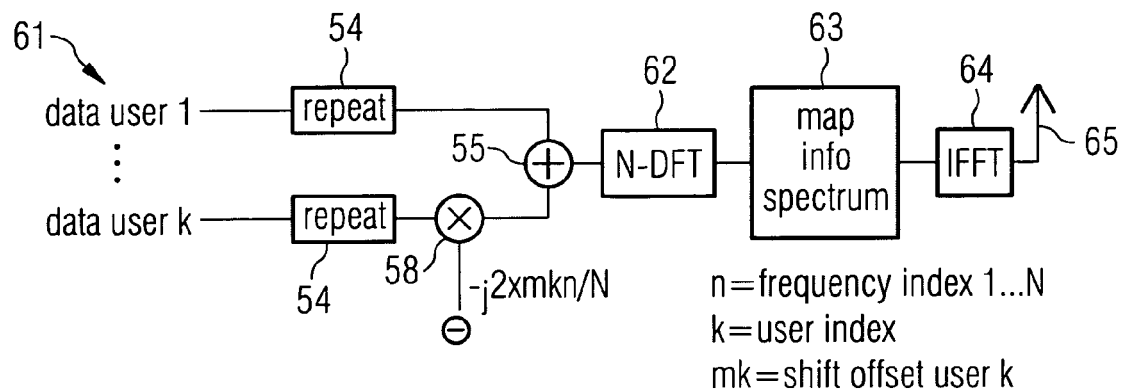 61
54
63
62
64
data user 1
repeat
65
55
+
N-DFT
map
info
spectrum
IFFT
data user k
repeat
×
54
58
-j2xmkn/N
⊖
n=frequency index 1...N
k=user index
mk=shift offset user k